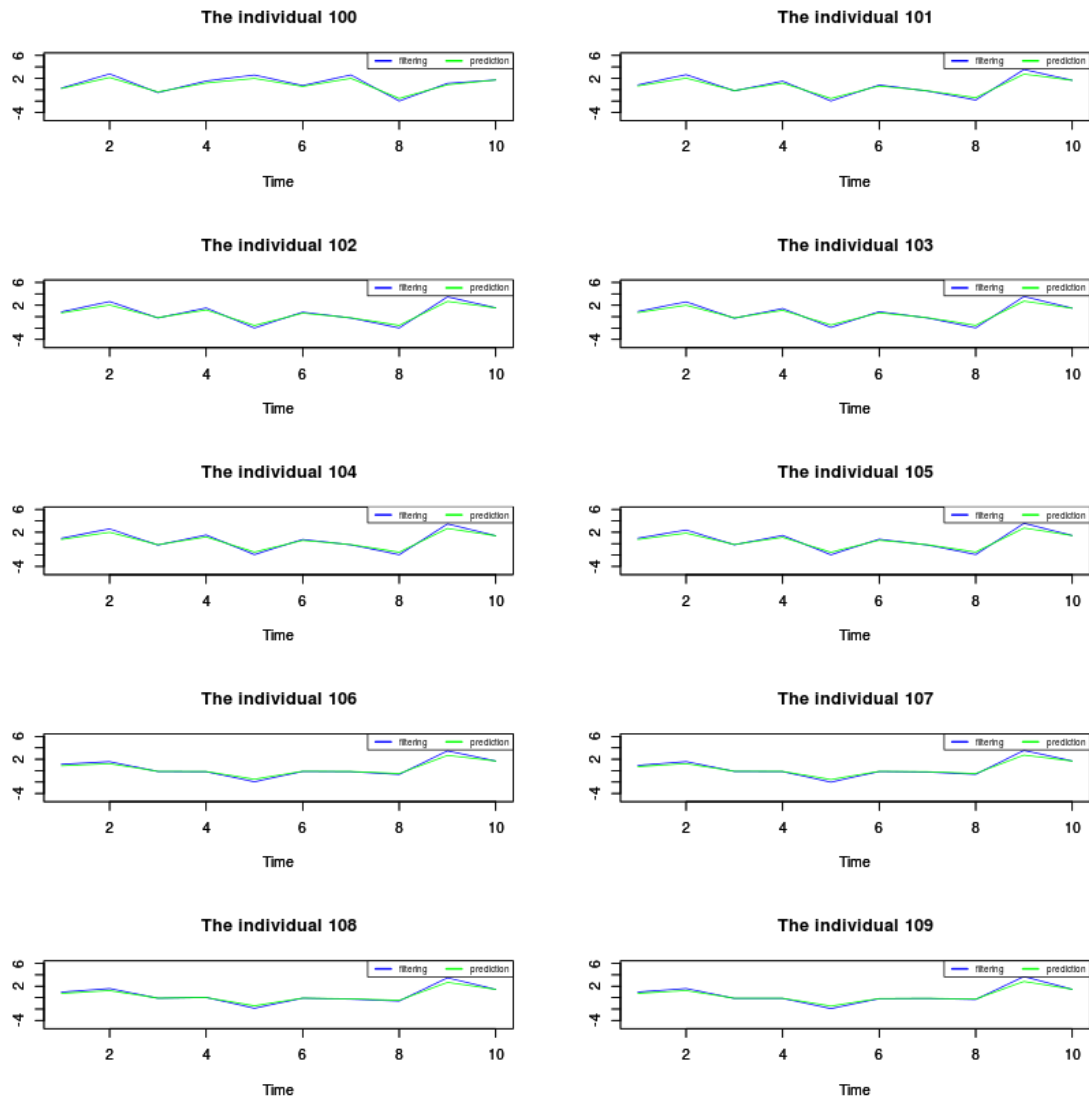 The individual 100
6
2
-4
filtering prediction
2 4 6 8 10
Time
The individual 101
6
2
-4
filtering prediction
2 4 6 8 10
Time
The individual 102
6
2
-4
filtering prediction
2 4 6 8 10
Time
The individual 103
6
2
-4
filtering prediction
2 4 6 8 10
Time
The individual 104
6
2
-4
filtering prediction
2 4 6 8 10
Time
The individual 105
6
2
-4
filtering prediction
2 4 6 8 10
Time
The individual 106
6
2
-4
filtering prediction
2 4 6 8 10
Time
The individual 107
6
2
-4
filtering prediction
2 4 6 8 10
Time
The individual 108
6
2
-4
filtering prediction
2 4 6 8 10
Time
The individual 109
6
2
-4
filtering prediction
2 4 6 8 10
Time